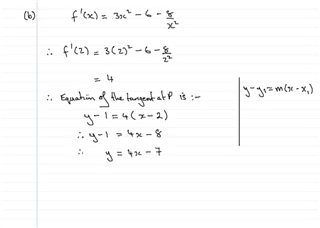 (b) f'(x) = 3x² - 6 - 8/x²
∴ f'(2) = 3(2)² - 6 - 8/2²
= 4
∴ Equation of the tangent at P is :-
y - y₁ = m(x - x₁)
y - 1 = 4(x - 2)
∴ y - 1 = 4x - 8
∴ y = 4x - 7